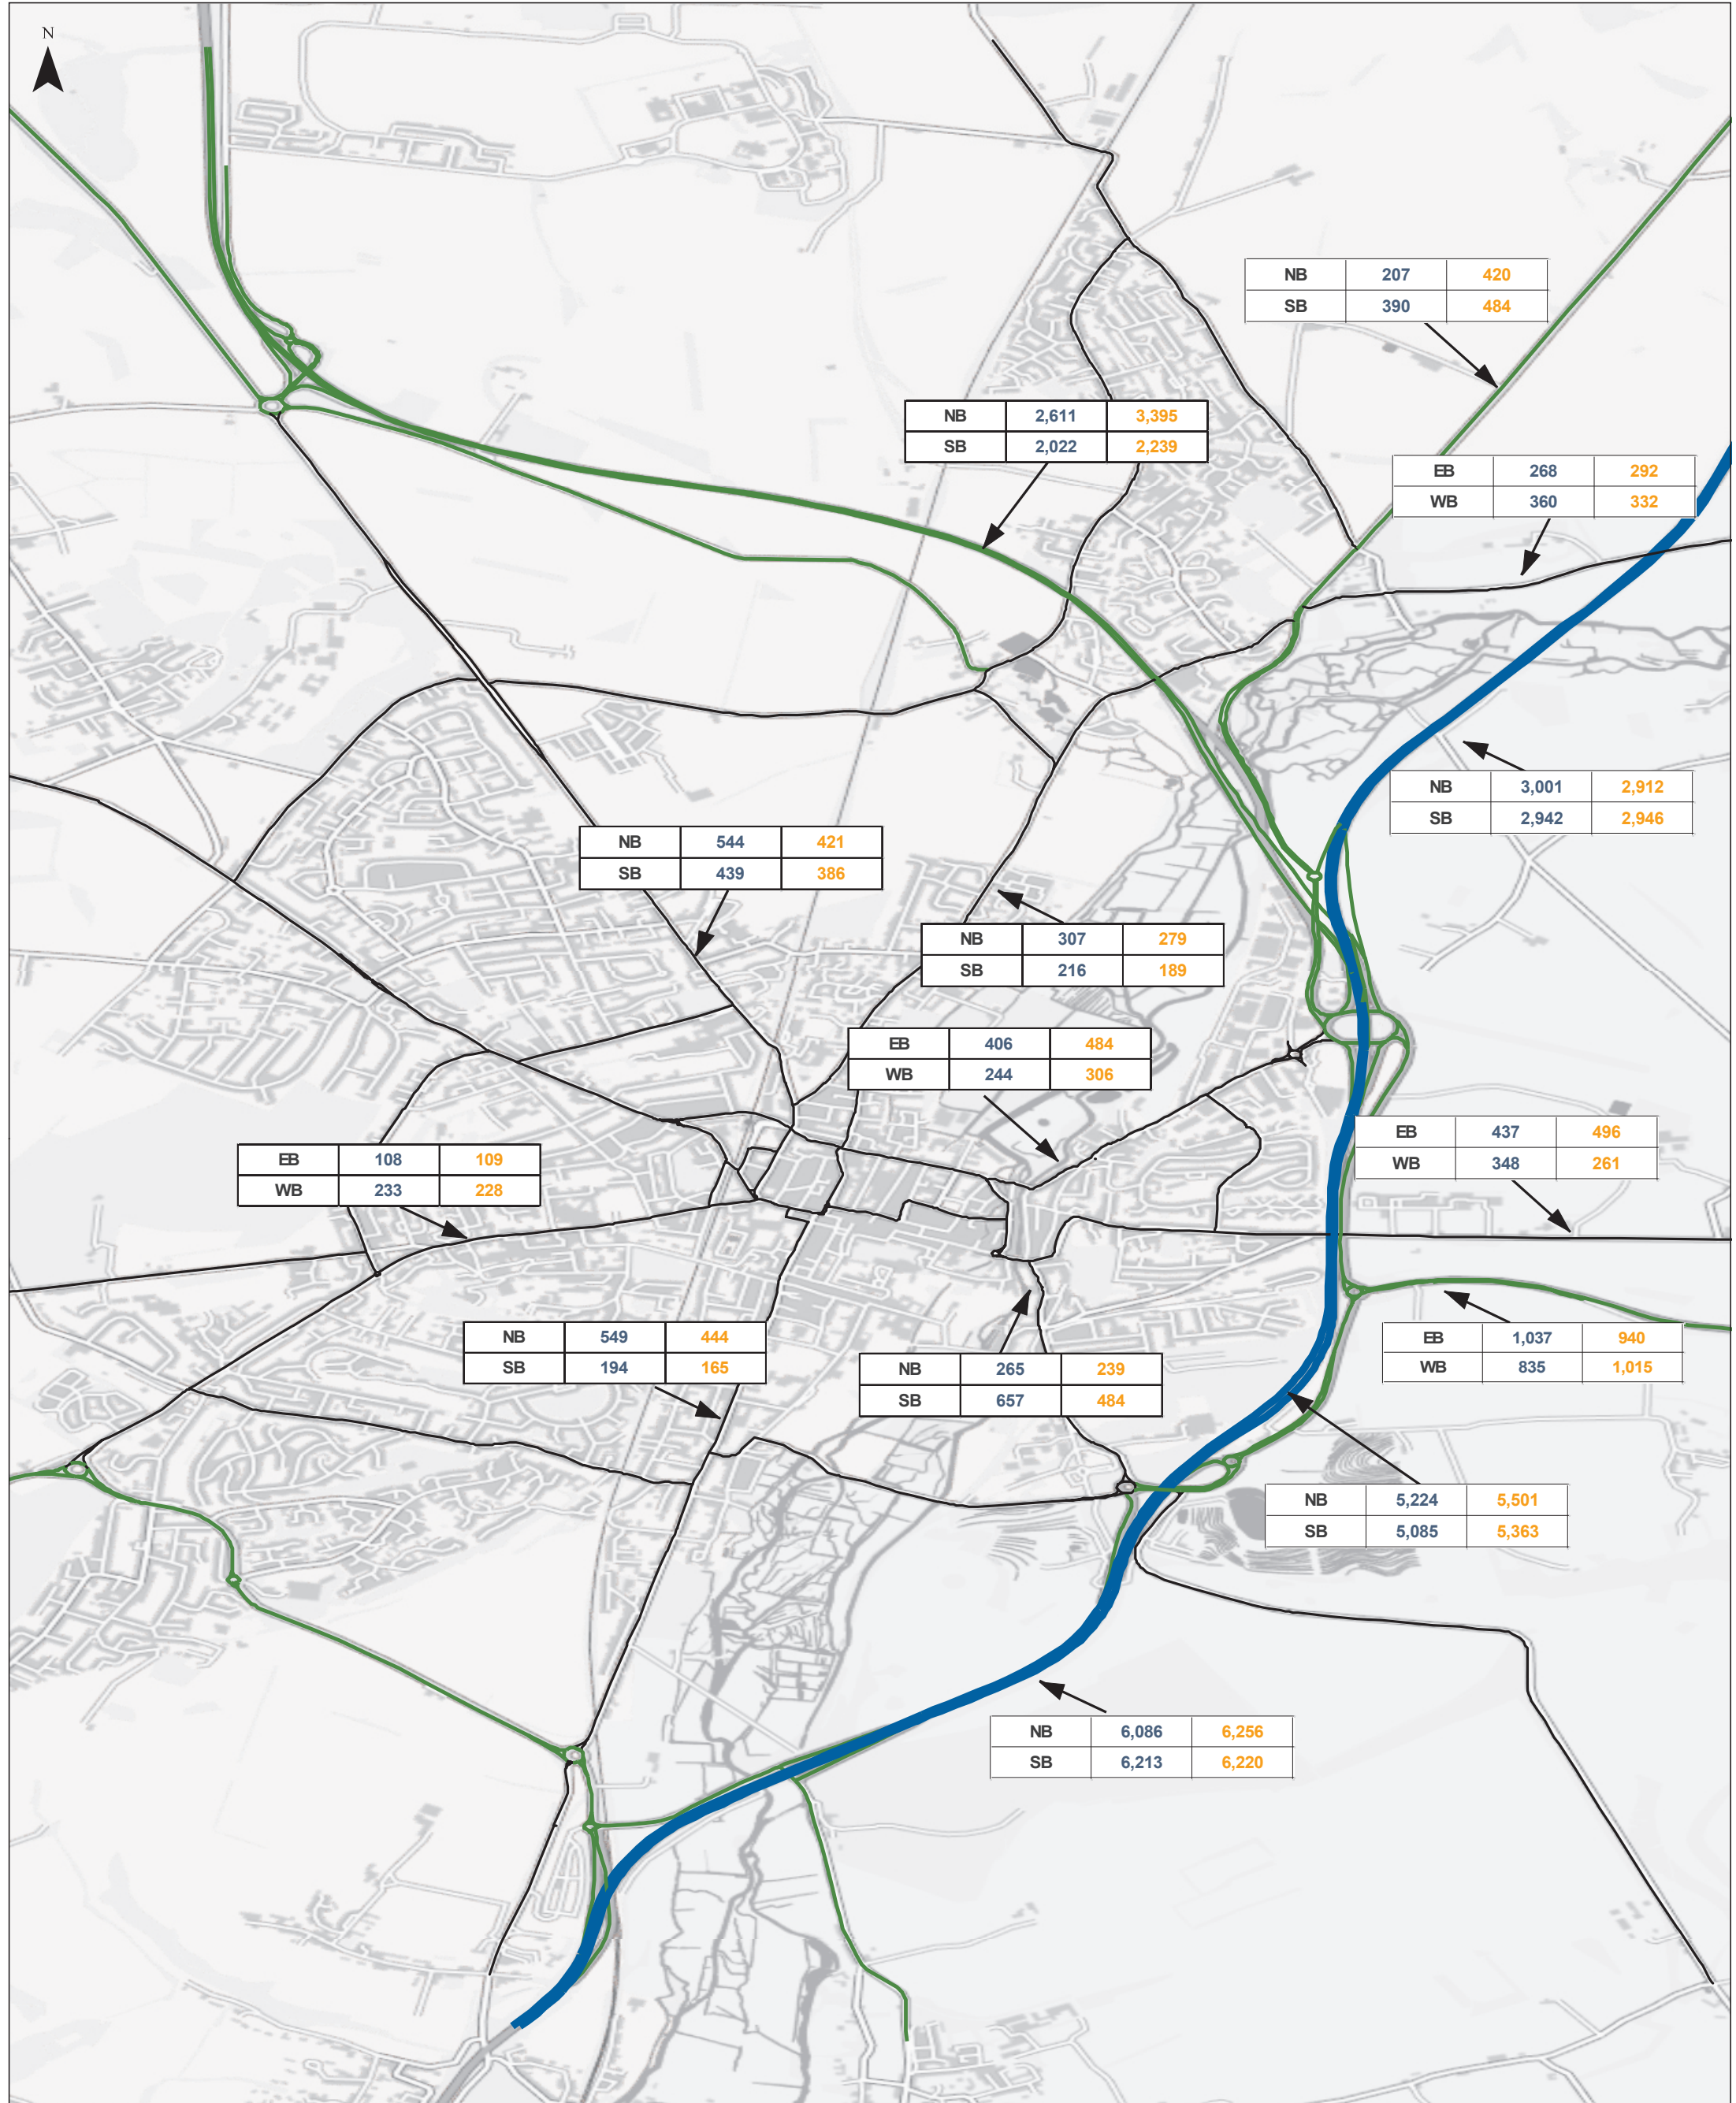 N
NB 207 420
SB 390 484
NB 2,611 3,395
SB 2,022 2,239
EB 268 292
WB 360 332
NB 3,001 2,912
SB 2,942 2,946
NB 544 421
SB 439 386
NB 307 279
SB 216 189
EB 406 484
WB 244 306
EB 437 496
WB 348 261
EB 108 109
WB 233 228
NB 549 444
SB 194 165
EB 1,037 940
WB 835 1,015
NB 265 239
SB 657 484
NB 5,224 5,501
SB 5,085 5,363
NB 6,086 6,256
SB 6,213 6,220